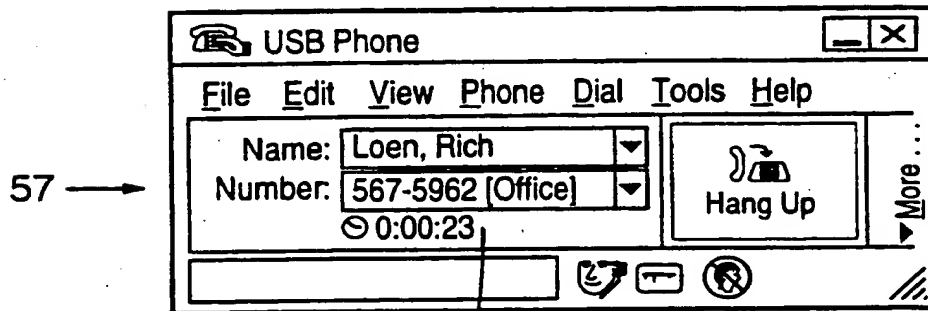 USB Phone
File Edit View Phone Dial Tools Help
Name: Loen, Rich
Number: 567-5962 [Office]
0:00:23
Hang Up
More...
57